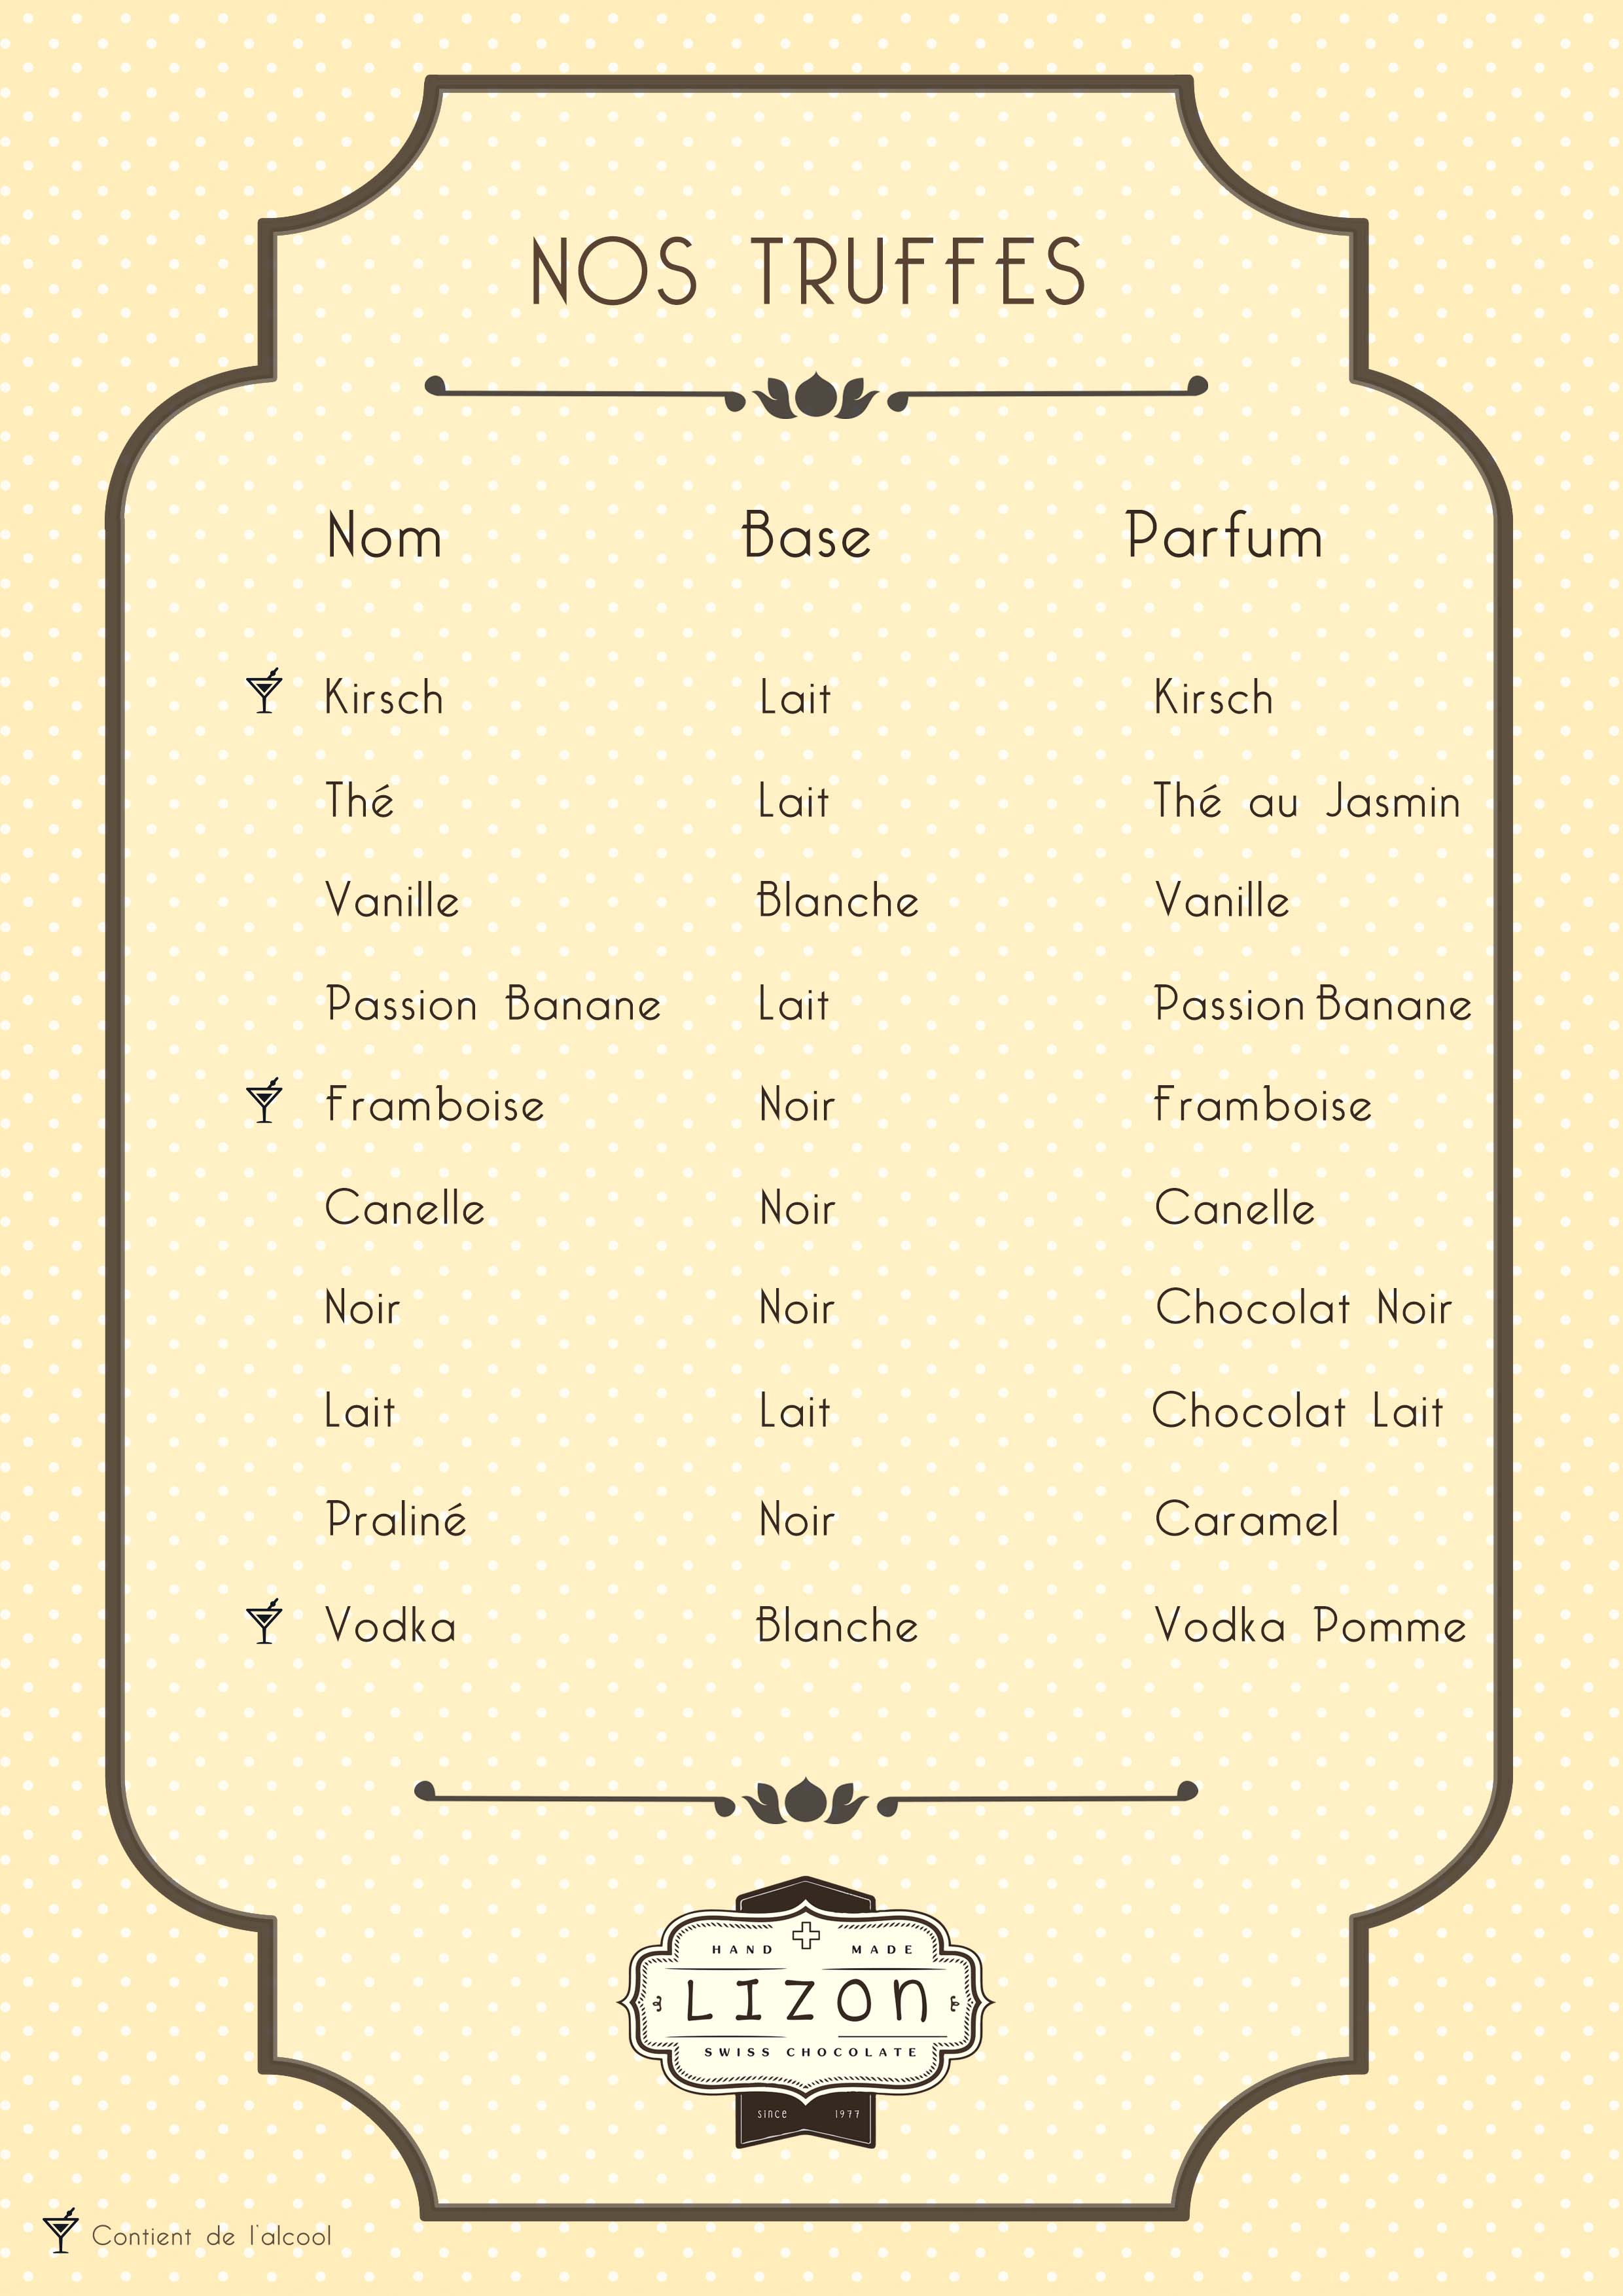 NOS TRUFFES
Nom Base Parfum
Kirsch Lait Kirsch
Thé Lait Thé au Jasmin
Vanille Blanche Vanille
Passion Banane Lait Passion Banane
Framboise Noir Framboise
Canelle Noir Canelle
Noir Noir Chocolat Noir
Lait Lait Chocolat Lait
Praliné Noir Caramel
Vodka Blanche Vodka Pomme
HAND MADE
LIZON
SWISS CHOCOLATE
since 1977
Contient de l'alcool